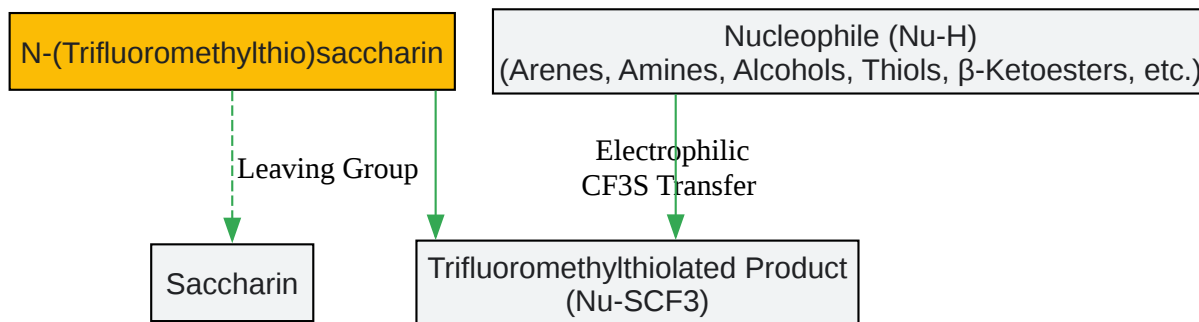 N-(Trifluoromethylthio)saccharin
Nucleophile (Nu-H)
(Arenes, Amines, Alcohols, Thiols, β-Ketoesters, etc.)
Leaving Group
Electrophilic
CF3S Transfer
Saccharin
Trifluoromethylthiolated Product
(Nu-SCF3)